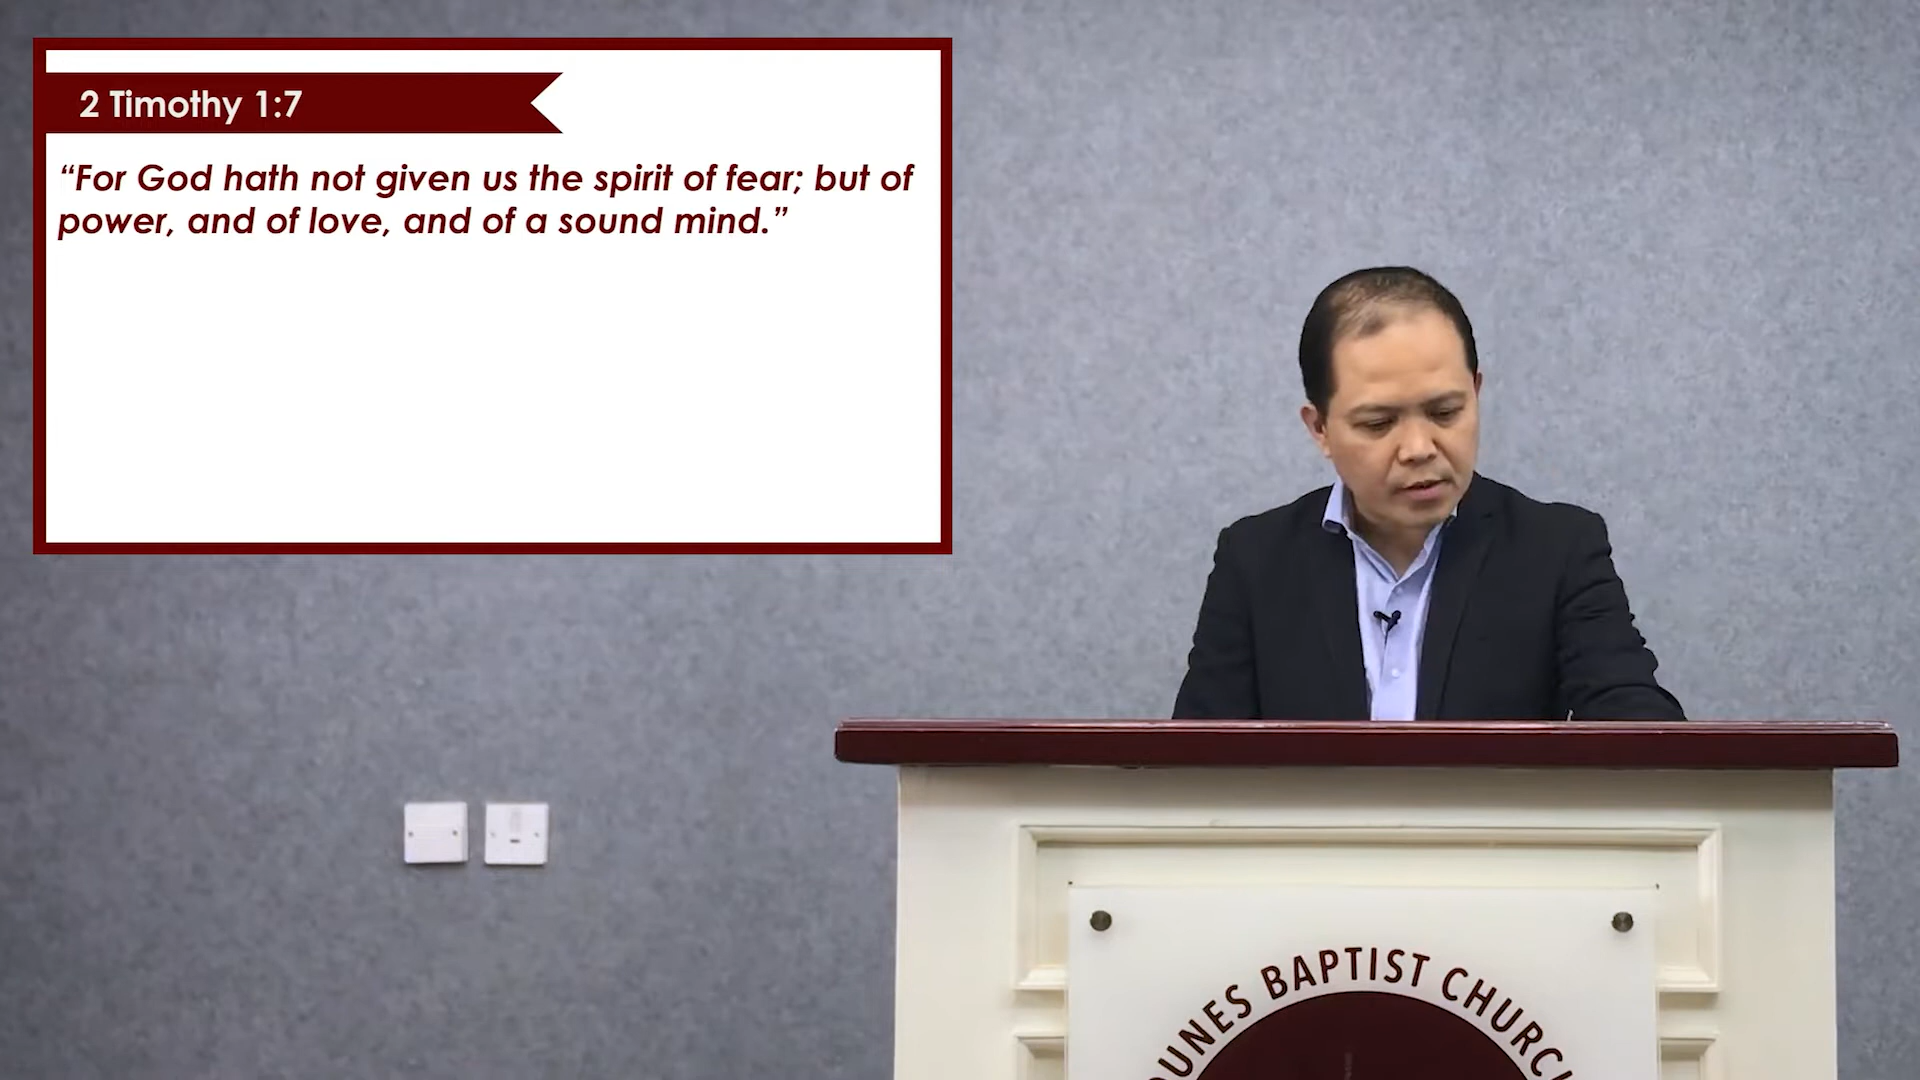 2 Timothy 1:7
“For God hath not given us the spirit of fear; but of
power, and of love, and of a sound mind.”
DUNES BAPTIST CHURCH